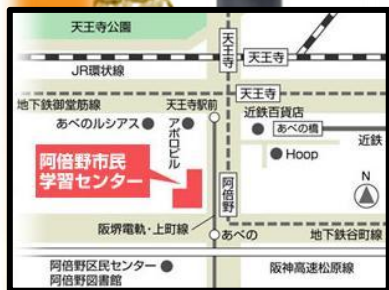 天王寺公園
天王寺
天王寺
JR環状線
天王寺
地下鉄御堂筋線
天王寺駅前
近鉄百貨店
あべのルシアス
アポロビル
あべの橋
近鉄
Hoop
阿倍野市民
学習センター
阿倍野
N
阪堺電軌・上町線
あべの
地下鉄谷町線
阿倍野区民センター
阿倍野図書館
阪神高速松原線